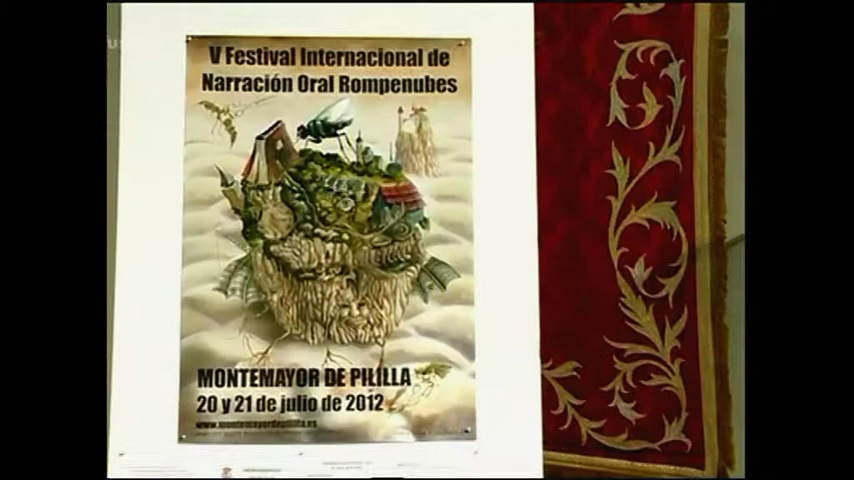 V Festival Internacional de
Narración Oral Rompenubes
MONTEMAYOR DE PILILLA
20 y 21 de julio de 2012
www.montemayordepililla.es